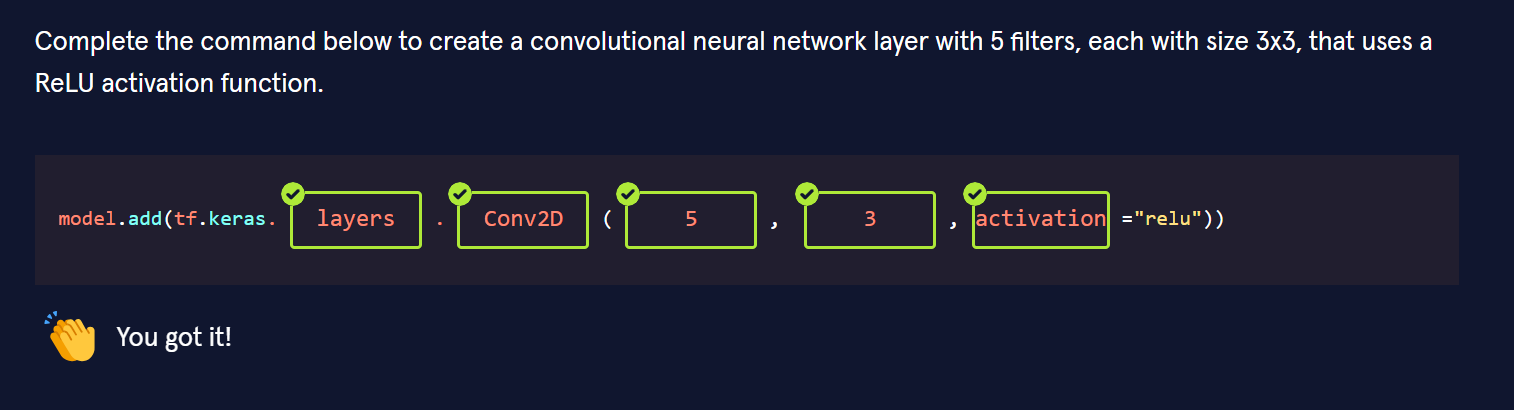 Complete the command below to create a convolutional neural network layer with 5 filters, each with size 3x3, that uses a
ReLU activation function.
model.add(tf.keras. layers . Conv2D ( 5 , 3 , activation ="relu"))
You got it!